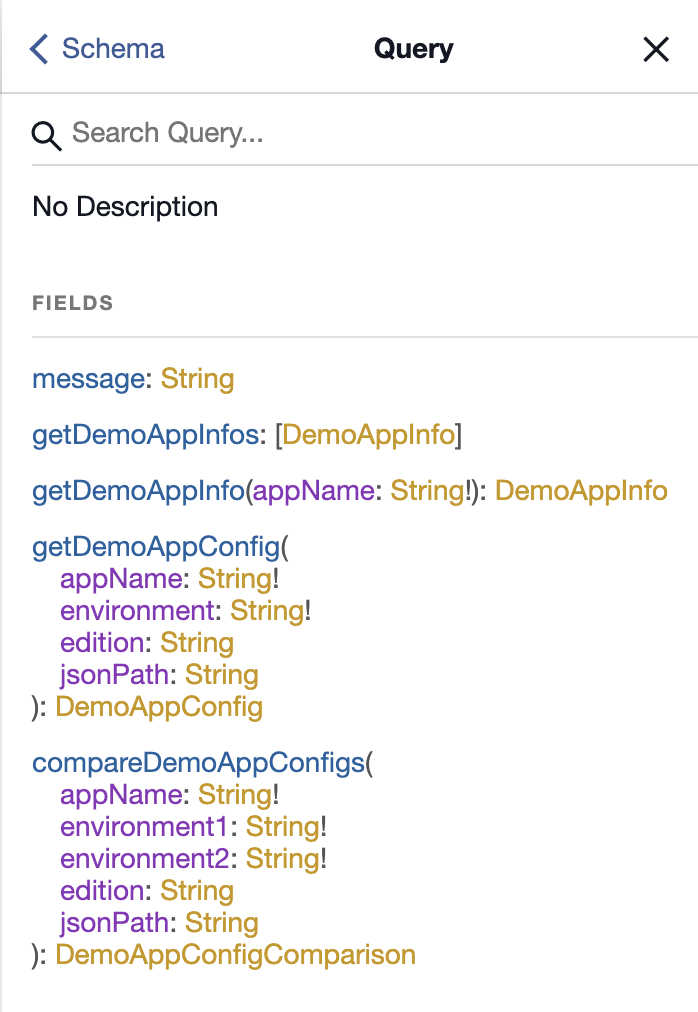 Schema
Query
Search Query...
No Description
FIELDS
message: String
getDemoAppInfos: [DemoAppInfo]
getDemoAppInfo(appName: String!): DemoAppInfo
getDemoAppConfig(
appName: String!
environment: String!
edition: String
jsonPath: String
): DemoAppConfig
compareDemoAppConfigs(
appName: String!
environment1: String!
environment2: String!
edition: String
jsonPath: String
): DemoAppConfigComparison